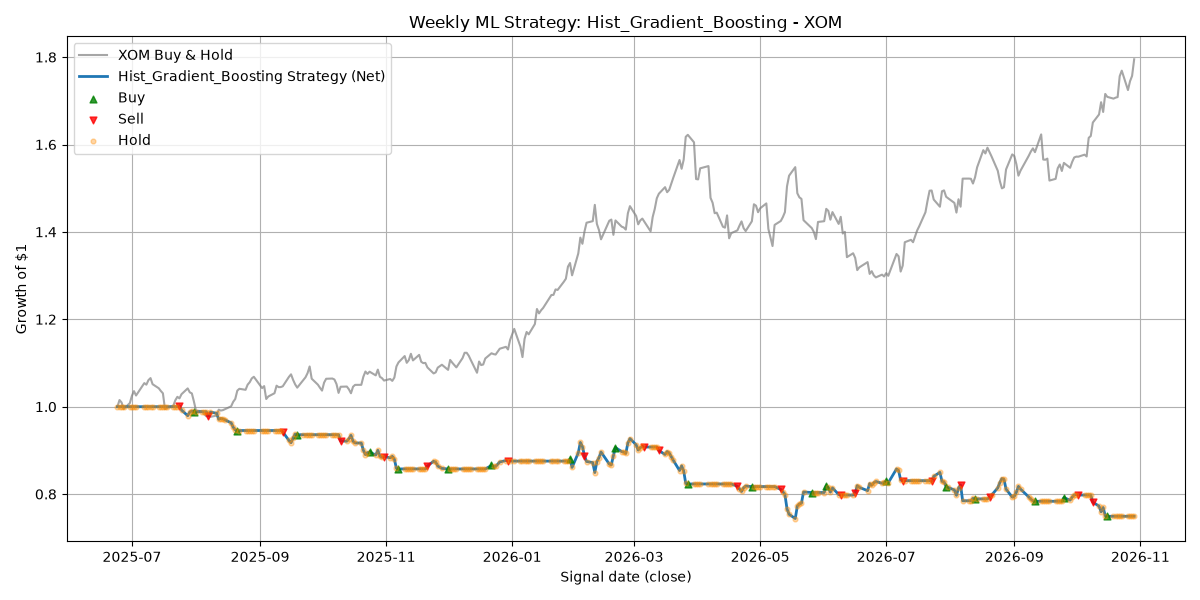 Weekly ML Strategy: Hist_Gradient_Boosting - XOM
XOM Buy & Hold
Hist_Gradient_Boosting Strategy (Net)
Buy
Sell
Hold
Growth of $1
1.8
1.6
1.4
1.2
1.0
0.8
2025-07
2025-09
2025-11
2026-01
2026-03
2026-05
2026-07
2026-09
2026-11
Signal date (close)